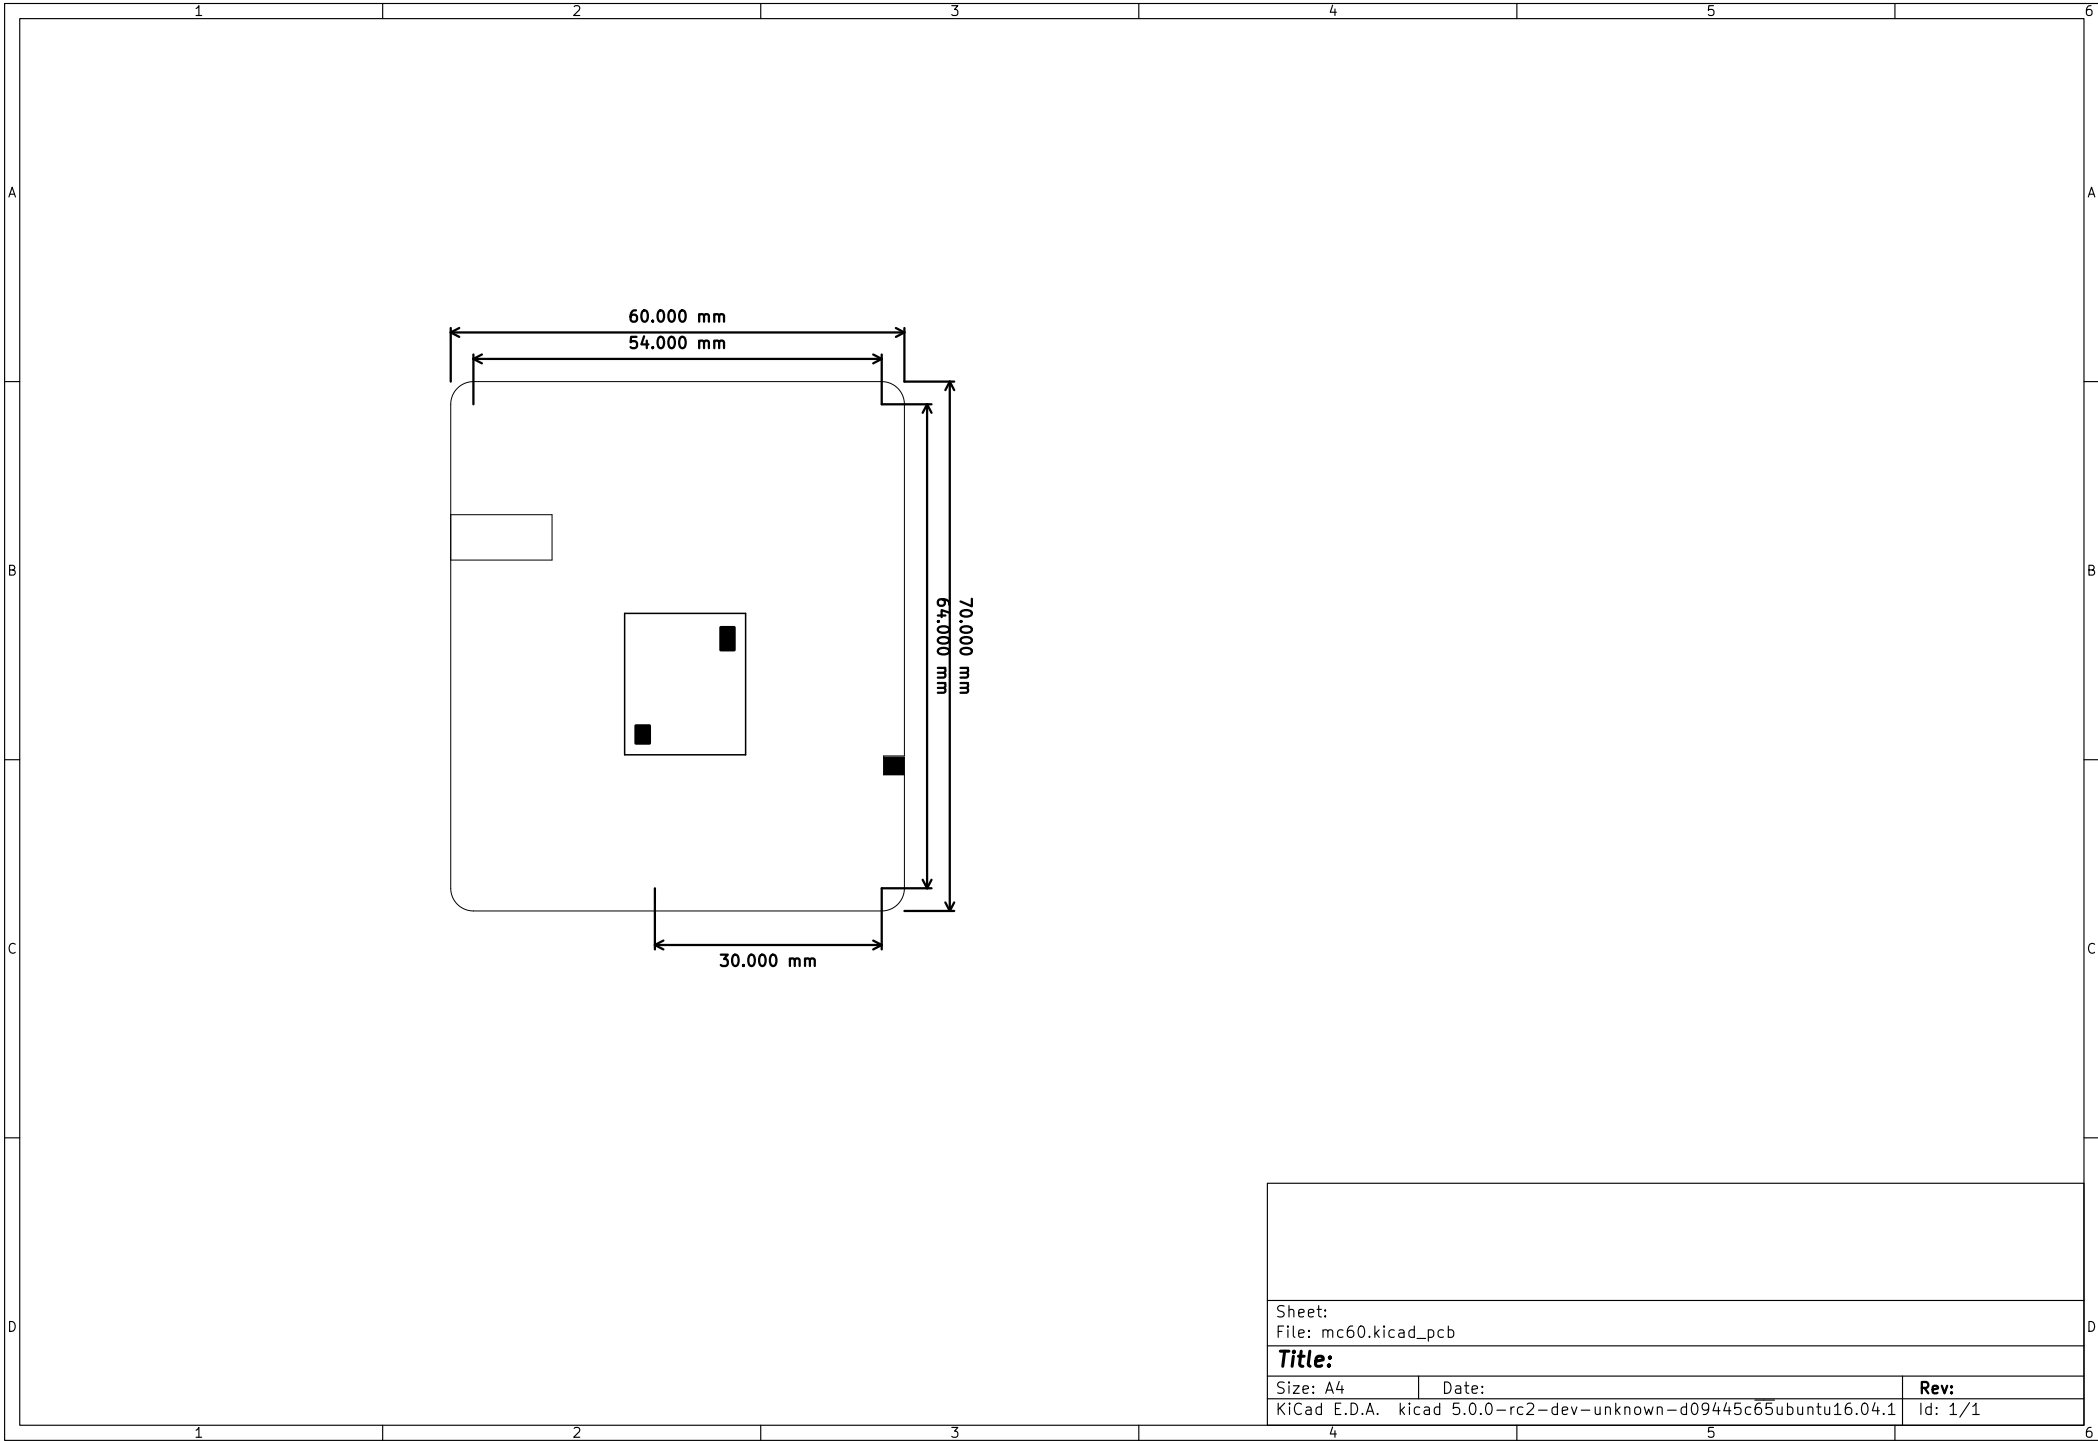 1 2 3 4 5 6
A A
60.000 mm
54.000 mm
B B
64.000 mm
70.000 mm
C C
30.000 mm
D D
Sheet:
File: mc60.kicad_pcb
Title:
Size: A4 Date: Rev:
KiCad E.D.A. kicad 5.0.0-rc2-dev-unknown-d09445c65ubuntu16.04.1 Id: 1/1
1 2 3 4 5 6